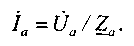 İₐ = U̇ₐ / Z̲ₐ.